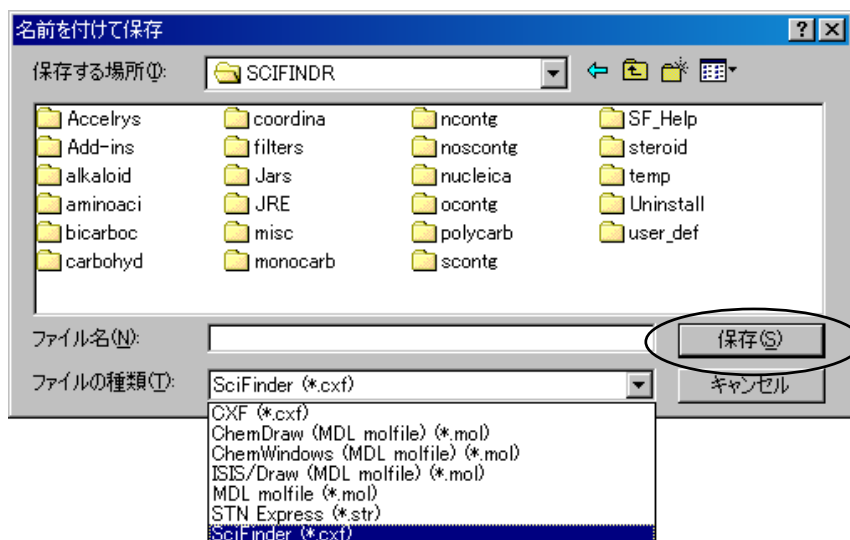 名前を付けて保存
保存する場所(I):
SCIFINDR
Accelrys
Add-ins
alkaloid
aminoaci
bicarboc
carbohyd
coordina
filters
Jars
JRE
misc
monocarb
ncontg
noscontg
nucleica
ocontg
polycarb
scontg
SF_Help
steroid
temp
Uninstall
user_def
ファイル名(N):
保存(S)
ファイルの種類(T):
SciFinder (*.cxf)
キャンセル
CXF (*.cxf)
ChemDraw (MDL molfile) (*.mol)
ChemWindows (MDL molfile) (*.mol)
ISIS/Draw (MDL molfile) (*.mol)
MDL molfile (*.mol)
STN Express (*.str)
SciFinder (*.cxf)